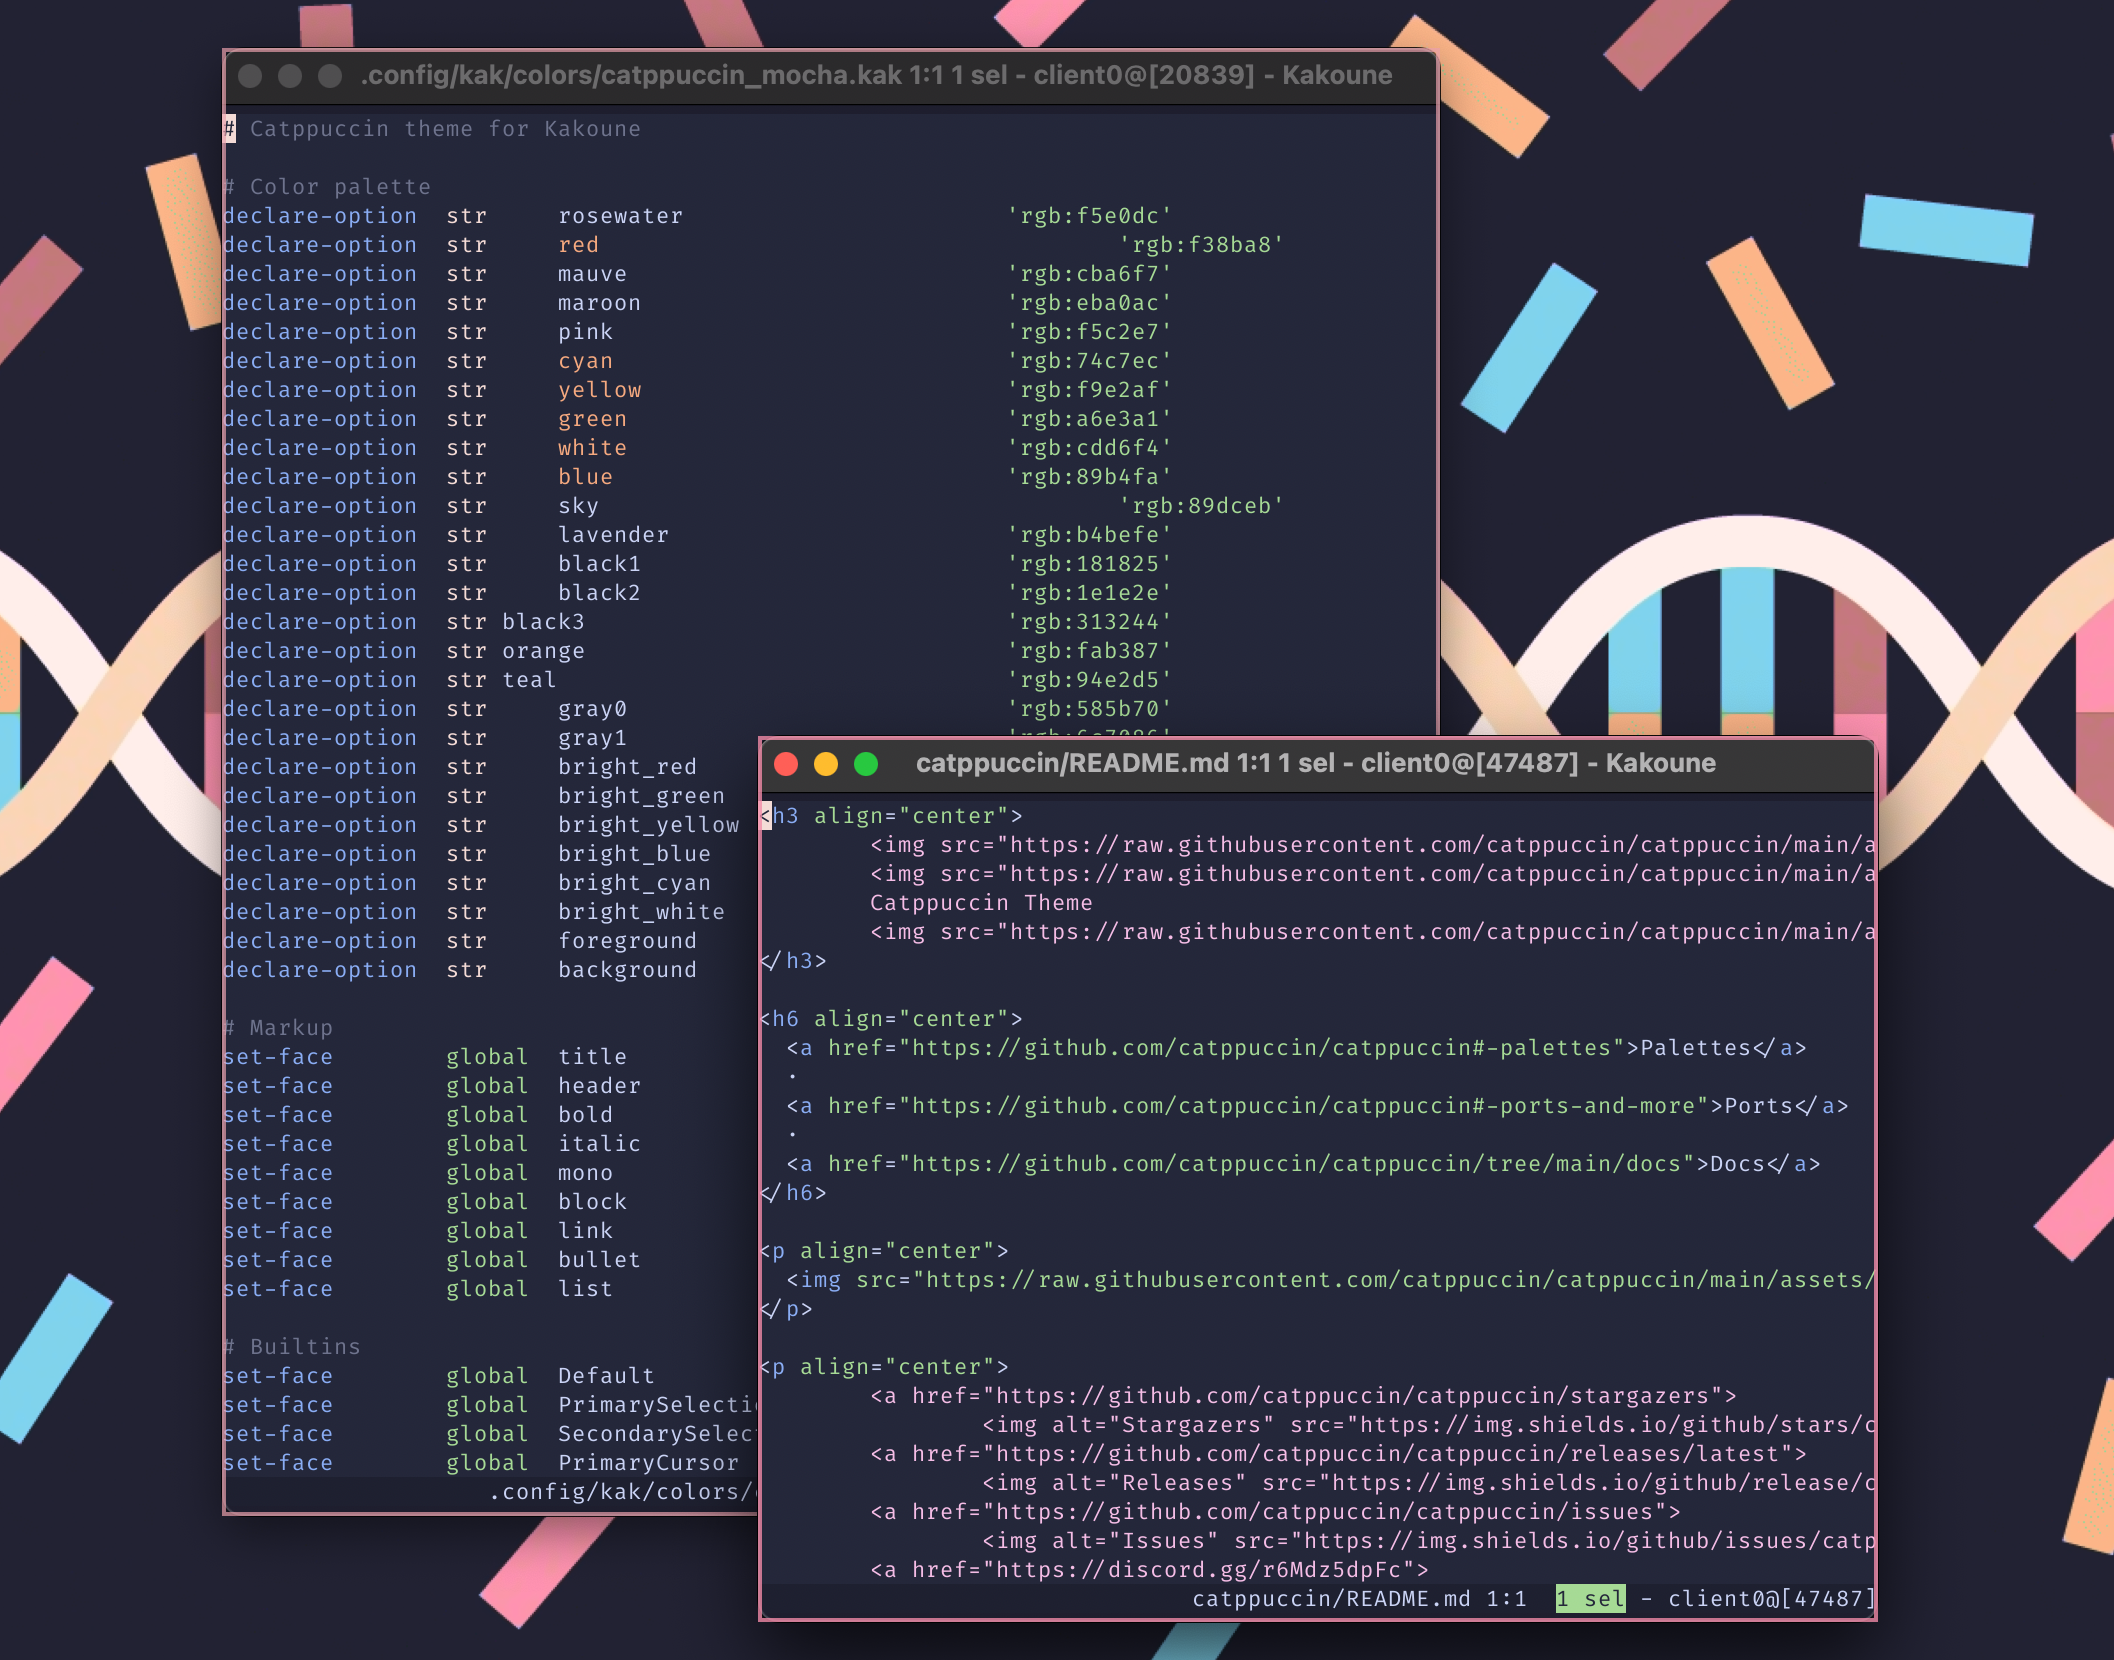 .config/kak/colors/catppuccin_mocha.kak 1:1 1 sel - client0@[20839] - Kakoune
# Catppuccin theme for Kakoune
# Color palette
declare-option str rosewater 'rgb:f5e0dc'
declare-option str red 'rgb:f38ba8'
declare-option str mauve 'rgb:cba6f7'
declare-option str maroon 'rgb:eba0ac'
declare-option str pink 'rgb:f5c2e7'
declare-option str cyan 'rgb:74c7ec'
declare-option str yellow 'rgb:f9e2af'
declare-option str green 'rgb:a6e3a1'
declare-option str white 'rgb:cdd6f4'
declare-option str blue 'rgb:89b4fa'
declare-option str sky 'rgb:89dceb'
declare-option str lavender 'rgb:b4befe'
declare-option str black1 'rgb:181825'
declare-option str black2 'rgb:1e1e2e'
declare-option str black3 'rgb:313244'
declare-option str orange 'rgb:fab387'
declare-option str teal 'rgb:94e2d5'
declare-option str gray0 'rgb:585b70'
declare-option str gray1
declare-option str bright_red
declare-option str bright_green
declare-option str bright_yellow
declare-option str bright_blue
declare-option str bright_cyan
declare-option str bright_white
declare-option str foreground
declare-option str background
# Markup
set-face global title
set-face global header
set-face global bold
set-face global italic
set-face global mono
set-face global block
set-face global link
set-face global bullet
set-face global list
# Builtins
set-face global Default
set-face global PrimarySelecti
set-face global SecondarySelec
set-face global PrimaryCursor
.config/kak/colors/
catppuccin/README.md 1:1 1 sel - client0@[47487] - Kakoune
<h3 align="center">
<img src="https://raw.githubusercontent.com/catppuccin/catppuccin/main/a
<img src="https://raw.githubusercontent.com/catppuccin/catppuccin/main/a
Catppuccin Theme
<img src="https://raw.githubusercontent.com/catppuccin/catppuccin/main/a
</h3>
<h6 align="center">
<a href="https://github.com/catppuccin/catppuccin#-palettes">Palettes</a>
·
<a href="https://github.com/catppuccin/catppuccin#-ports-and-more">Ports</a>
·
<a href="https://github.com/catppuccin/catppuccin/tree/main/docs">Docs</a>
</h6>
<p align="center">
<img src="https://raw.githubusercontent.com/catppuccin/catppuccin/main/assets/
</p>
<p align="center">
<a href="https://github.com/catppuccin/catppuccin/stargazers">
<img alt="Stargazers" src="https://img.shields.io/github/stars/c
<a href="https://github.com/catppuccin/catppuccin/releases/latest">
<img alt="Releases" src="https://img.shields.io/github/release/c
<a href="https://github.com/catppuccin/catppuccin/issues">
<img alt="Issues" src="https://img.shields.io/github/issues/catp
<a href="https://discord.gg/r6Mdz5dpFc">
catppuccin/README.md 1:1 1 sel - client0@[47487]